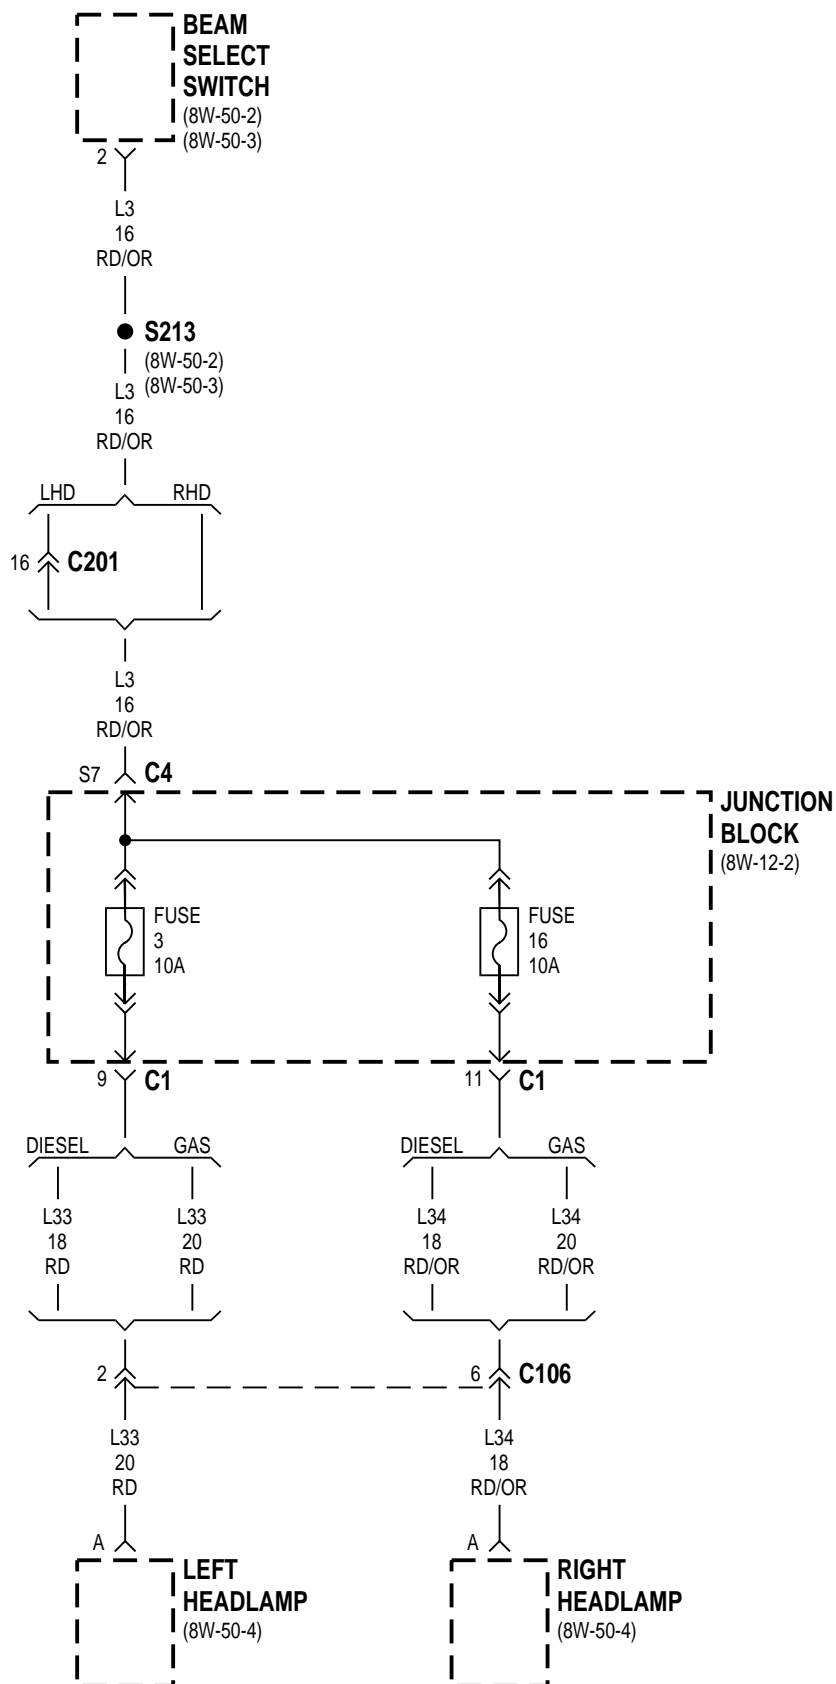 BEAM
SELECT
SWITCH
(8W-50-2)
(8W-50-3)
2
L3
16
RD/OR
S213
(8W-50-2)
(8W-50-3)
L3
16
RD/OR
LHD RHD
16 C201
L3
16
RD/OR
S7 C4
JUNCTION
BLOCK
(8W-12-2)
FUSE
3
10A
FUSE
16
10A
9 C1
11 C1
DIESEL GAS
DIESEL GAS
L33
18
RD
L33
20
RD
L34
18
RD/OR
L34
20
RD/OR
2
6 C106
L33
20
RD
L34
18
RD/OR
A
A
LEFT
HEADLAMP
(8W-50-4)
RIGHT
HEADLAMP
(8W-50-4)